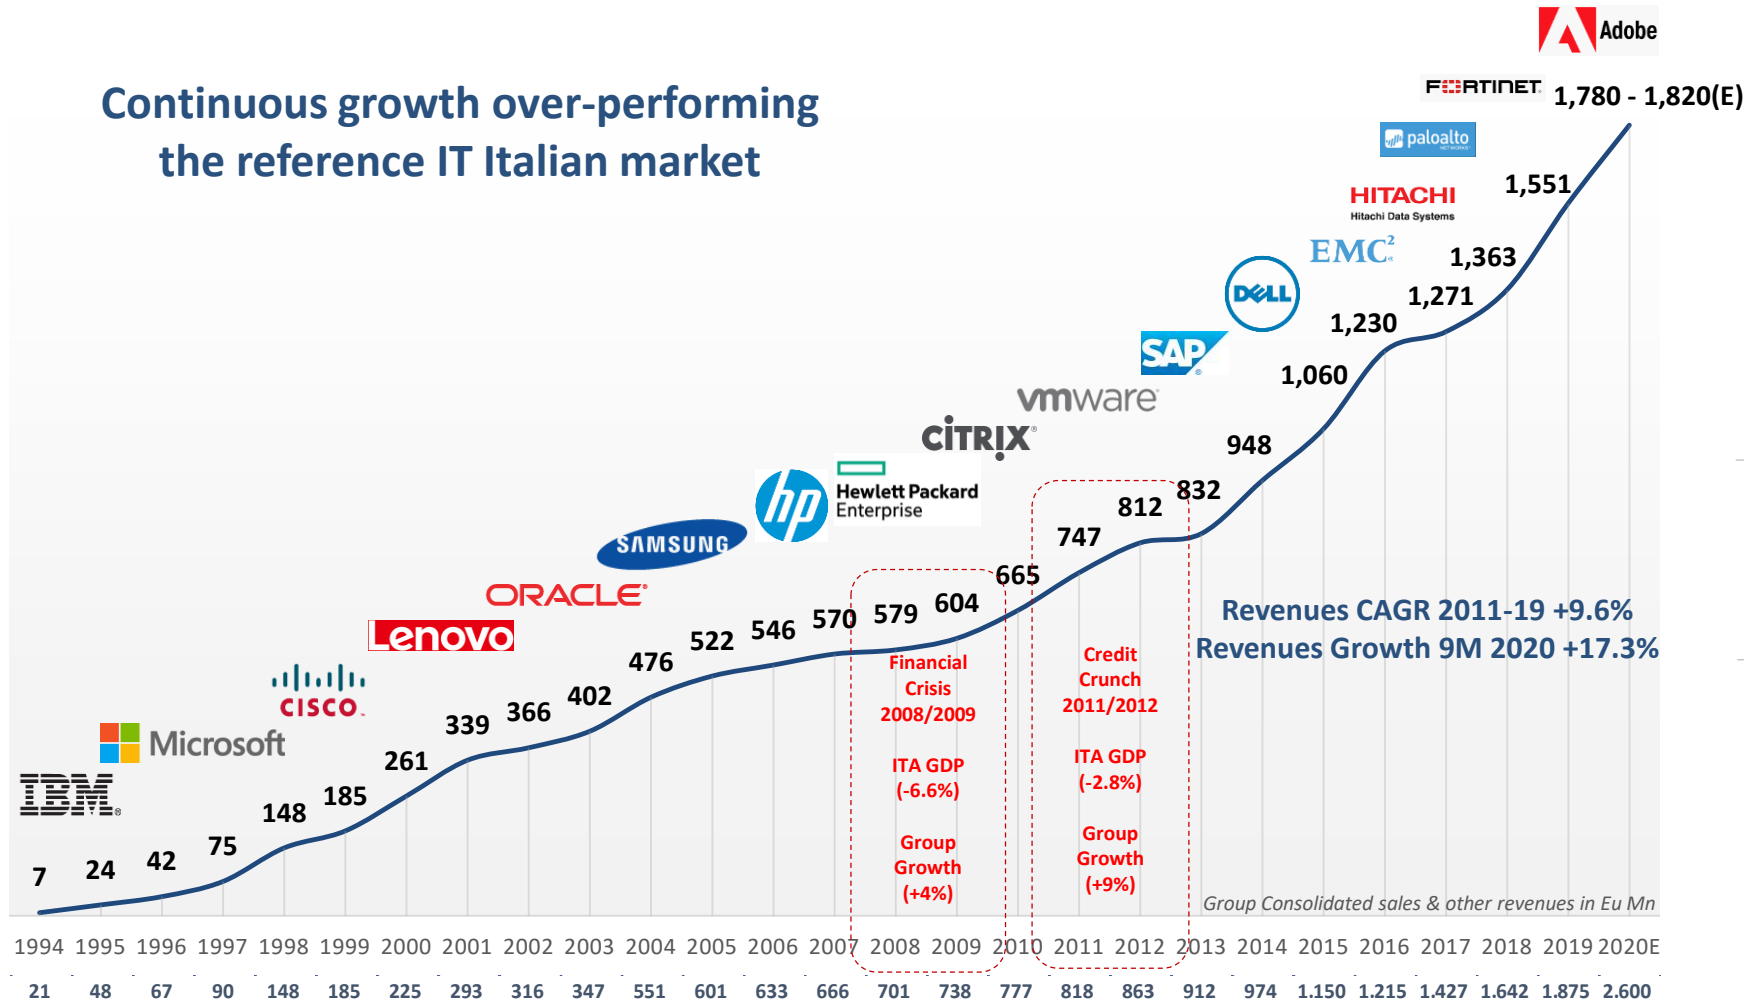 Adobe
FORTINET
1,780 - 1,820(E)
Continuous growth over-performing
the reference IT Italian market
paloalto
NETWORKS
1,551
HITACHI
Hitachi Data Systems
EMC²
1,363
DELL
1,271
1,230
SAP
®
1,060
vmware®
CİTRIX®
948
hp
Hewlett Packard
Enterprise
832
812
SAMSUNG
747
665
ORACLE®
604
579
570
546
522
476
402
366
339
261
185
148
75
42
24
7
Revenues CAGR 2011-19 +9.6%
Revenues Growth 9M 2020 +17.3%
Lenovo
CISCO
Microsoft
IBM®
Financial
Crisis
2008/2009
ITA GDP
(-6.6%)
Group
Growth
(+4%)
Credit
Crunch
2011/2012
ITA GDP
(-2.8%)
Group
Growth
(+9%)
Group Consolidated sales & other revenues in Eu Mn
1994 1995 1996 1997 1998 1999 2000 2001 2002 2003 2004 2005 2006 2007 2008 2009 2010 2011 2012 2013 2014 2015 2016 2017 2018 2019 2020E
21 48 67 90 148 185 225 293 316 347 551 601 633 666 701 738 777 818 863 912 974 1.150 1.215 1.427 1.642 1.875 2.600